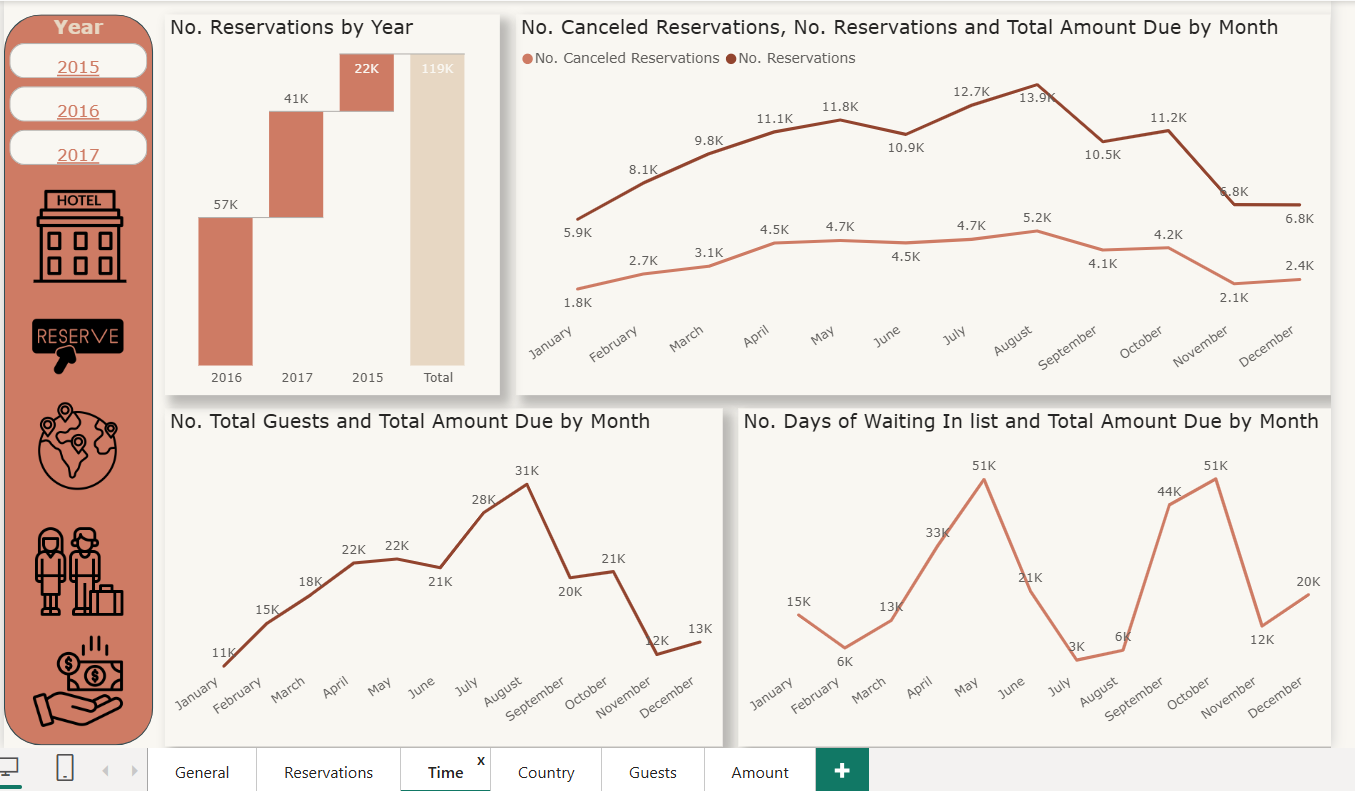 Year
2015
2016
2017
HOTEL
RESERVE
$
$
No. Reservations by Year
57K
41K
22K
119K
2016 2017 2015 Total
No. Canceled Reservations, No. Reservations and Total Amount Due by Month
No. Canceled Reservations No. Reservations
5.9K 8.1K 9.8K 11.1K 11.8K 10.9K 12.7K 13.9K 10.5K 11.2K 6.8K 6.8K
1.8K 2.7K 3.1K 4.5K 4.7K 4.5K 4.7K 5.2K 4.1K 4.2K 2.1K 2.4K
January February March April May June July August September October November December
No. Total Guests and Total Amount Due by Month
11K 15K 18K 22K 22K 21K 28K 31K 20K 21K 12K 13K
January February March April May June July August September October November December
No. Days of Waiting In list and Total Amount Due by Month
15K 6K 13K 33K 51K 21K 3K 6K 44K 51K 12K 20K
January February March April May June July August September October November December
General Reservations Time x Country Guests Amount +